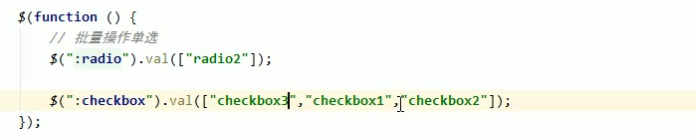 $(function () {
// 批量操作单选
$(":radio").val(["radio2"]);
$(":checkbox").val(["checkbox3","checkbox1","checkbox2"]);
});